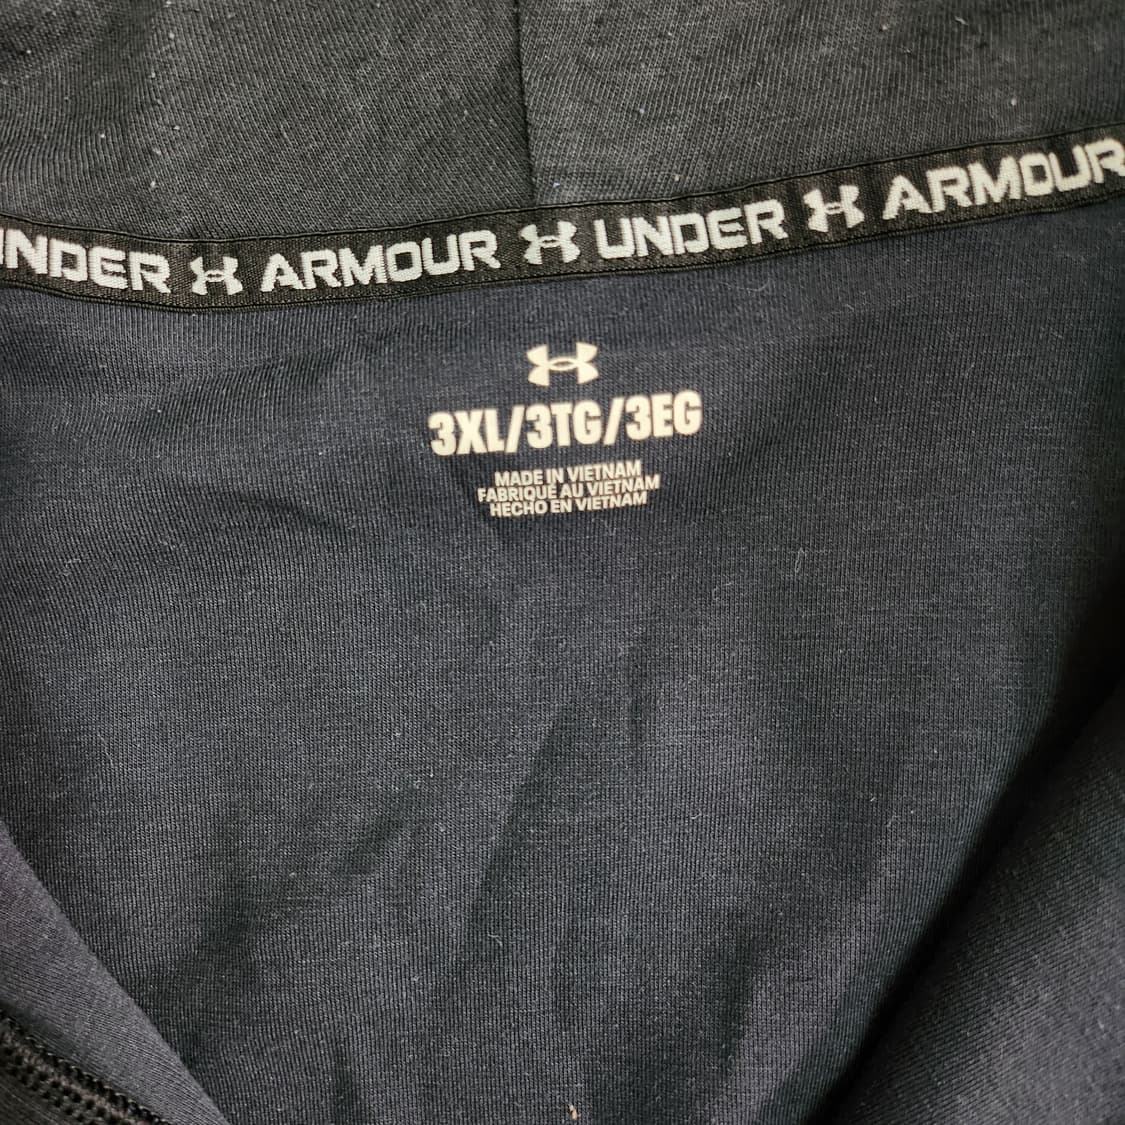 UNDER ARMOUR UNDER ARMOUR
3XL/3TG/3EG
MADE IN VIETNAM
FABRIQUÉ AU VIETNAM
HECHO EN VIETNAM